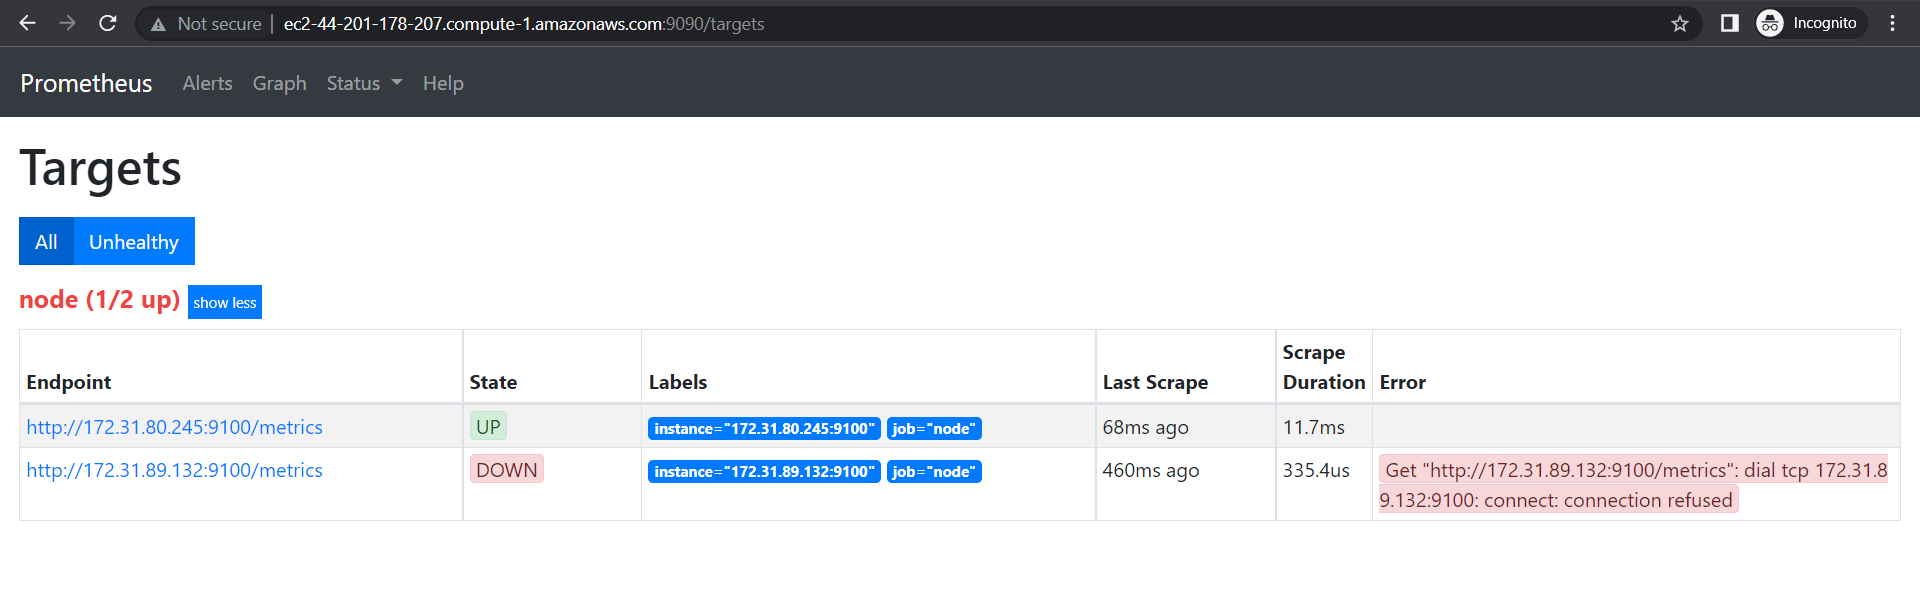 Not secure | ec2-44-201-178-207.compute-1.amazonaws.com:9090/targets Incognito
Prometheus Alerts Graph Status Help
Targets
All Unhealthy
node (1/2 up) show less
Endpoint State Labels Last Scrape Scrape Duration Error
http://172.31.80.245:9100/metrics UP instance="172.31.80.245:9100" job="node" 68ms ago 11.7ms
http://172.31.89.132:9100/metrics DOWN instance="172.31.89.132:9100" job="node" 460ms ago 335.4us Get "http://172.31.89.132:9100/metrics": dial tcp 172.31.8
9.132:9100: connect: connection refused